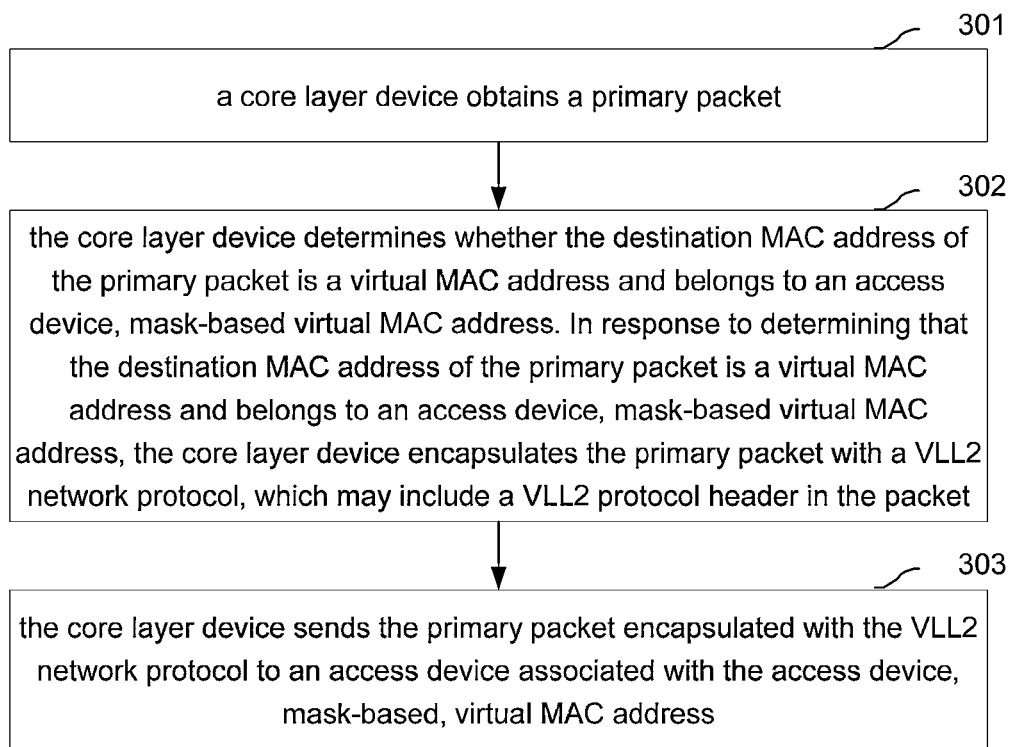 301
a core layer device obtains a primary packet
302
the core layer device determines whether the destination MAC address of
the primary packet is a virtual MAC address and belongs to an access
device, mask-based virtual MAC address. In response to determining that
the destination MAC address of the primary packet is a virtual MAC
address and belongs to an access device, mask-based virtual MAC
address, the core layer device encapsulates the primary packet with a VLL2
network protocol, which may include a VLL2 protocol header in the packet
303
the core layer device sends the primary packet encapsulated with the VLL2
network protocol to an access device associated with the access device,
mask-based, virtual MAC address